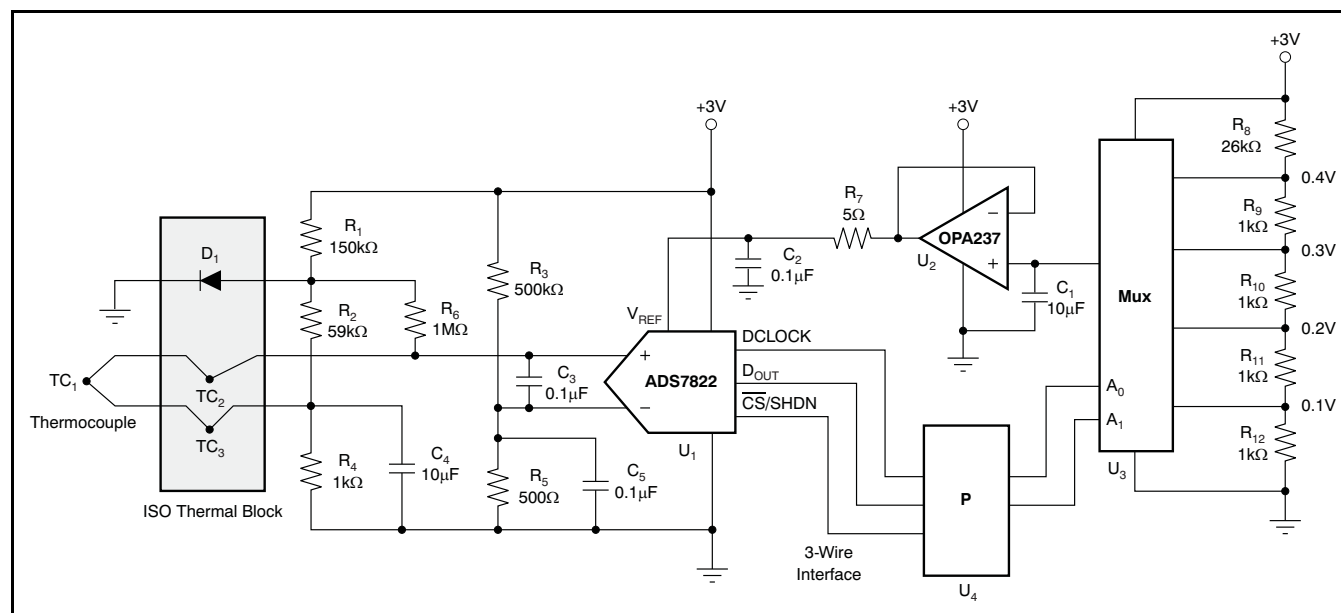 +3V
+3V
+3V
R8
26kΩ
0.4V
R1
150kΩ
R7
5Ω
R9
1kΩ
D1
OPA237
0.3V
R3
500kΩ
C2
0.1µF
U2
C1
10µF
Mux
R10
1kΩ
R2
59kΩ
R6
1MΩ
VREF
0.2V
DCLOCK
TC1
TC2
C3
0.1µF
ADS7822
DOUT
R11
1kΩ
Thermocouple
CS/SHDN
A0
0.1V
TC3
U1
A1
R4
1kΩ
C4
10µF
R5
500Ω
C5
0.1µF
U3
R12
1kΩ
P
ISO Thermal Block
3-Wire
Interface
U4